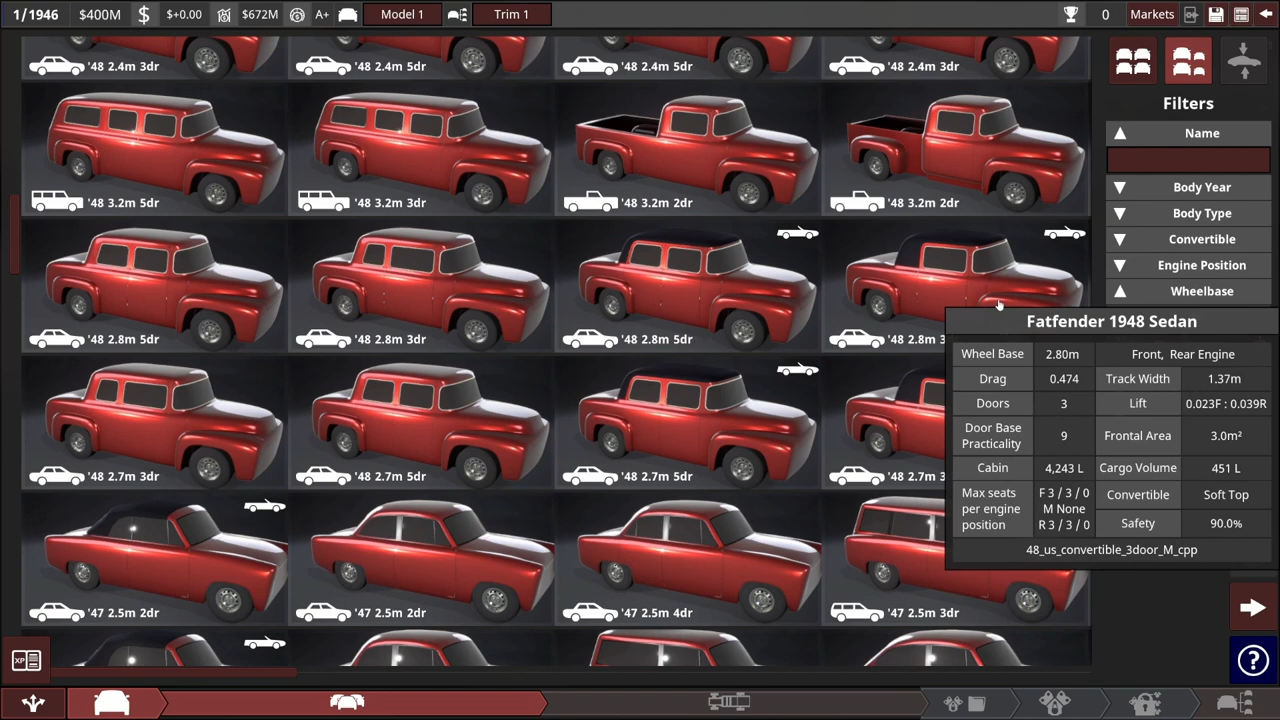 1/1946 $400M $+0.00 $672M A+ Model 1 Trim 1 0 Markets
'48 2.4m 3dr '48 2.4m 5dr '48 2.4m 3dr '48 2.4m 3dr
Filters
Name
'48 3.2m 5dr '48 3.2m 3dr '48 3.2m 2dr '48 3.2m 2dr
Body Year
Body Type
Convertible
Engine Position
Wheelbase
'48 2.8m 5dr '48 2.8m 3dr '48 2.8m 5dr '48 2.8m 3
Fatfender 1948 Sedan
Wheel Base 2.80m Front, Rear Engine
Drag 0.474 Track Width 1.37m
Doors 3 Lift 0.023F : 0.039R
Door Base
Practicality 9 Frontal Area 3.0m²
Cabin 4,243 L Cargo Volume 451 L
Max seats
per engine
position
F 3 / 3 / 0
M None
R 3 / 3 / 0
Convertible Soft Top
Safety 90.0%
48_us_convertible_3door_M_cpp
'48 2.7m 3dr '48 2.7m 5dr '48 2.7m 5dr '48 2.7m 3
'47 2.5m 2dr '47 2.5m 2dr '47 2.5m 4dr '47 2.5m 3dr
XP
?